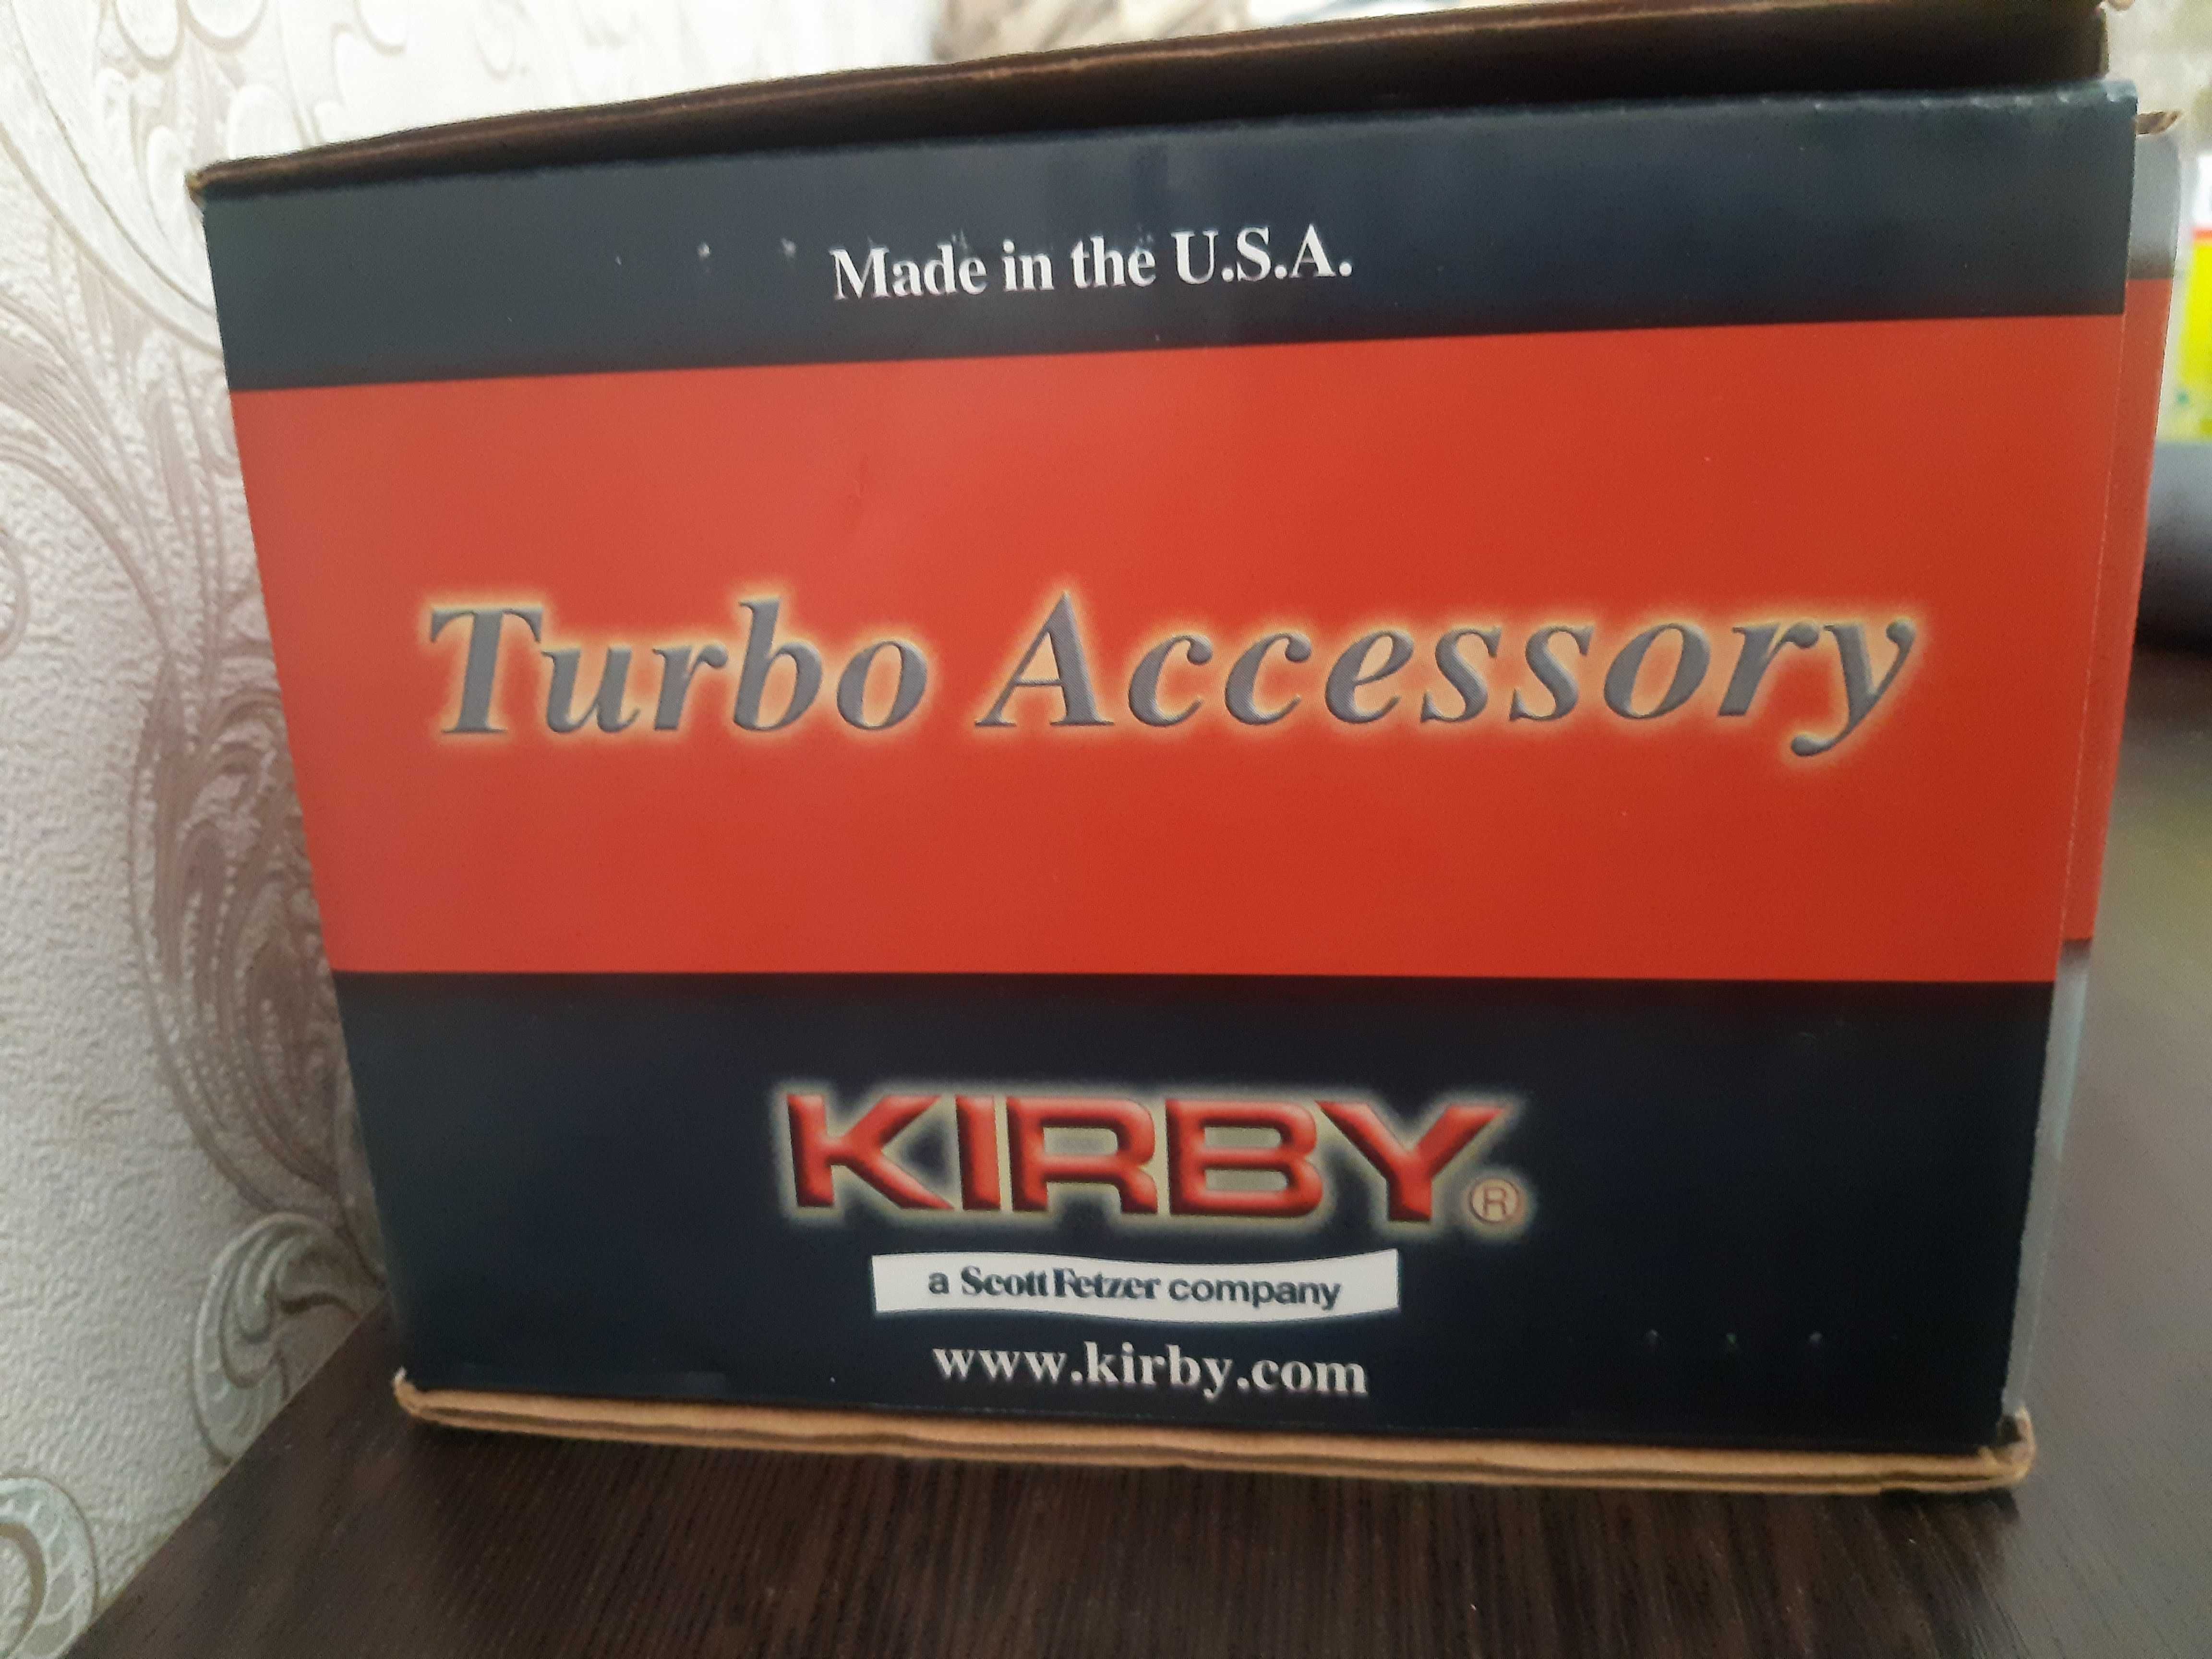 Made in the U.S.A.
Turbo Accessory
KIRBY®
a Scott Fetzer company
www.kirby.com